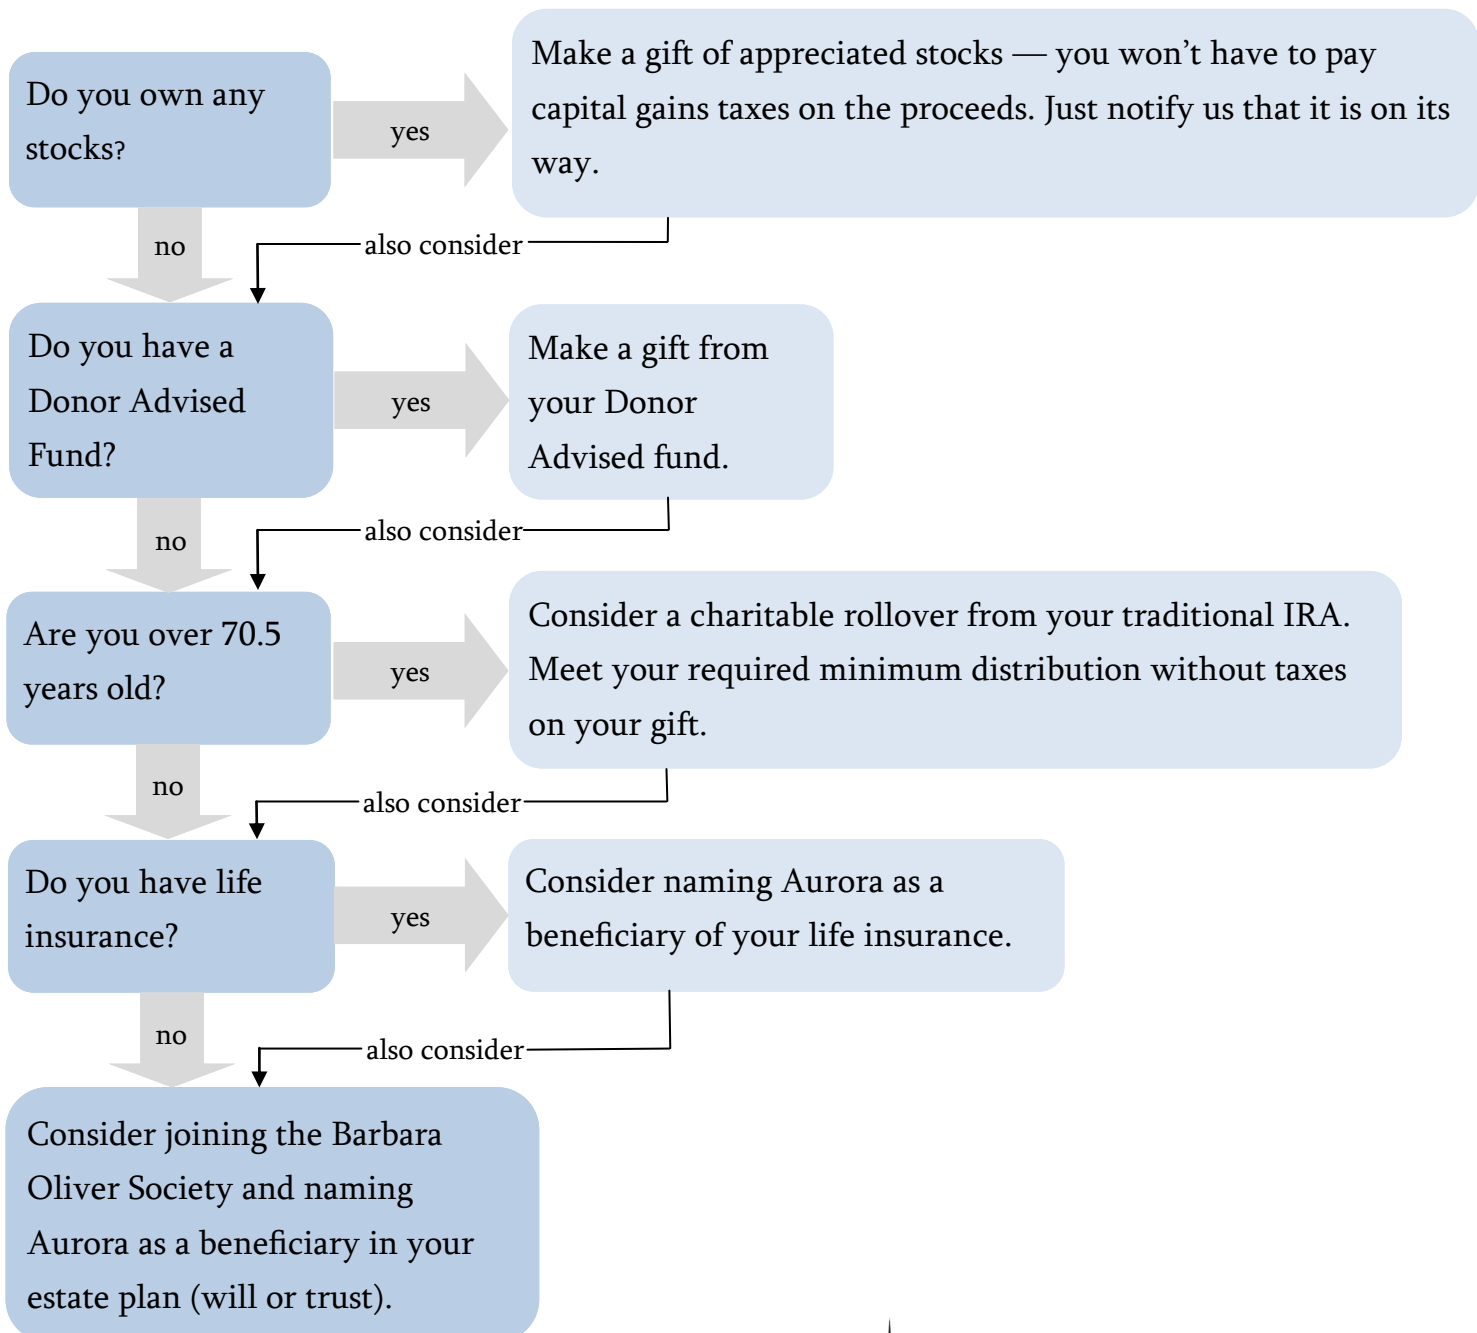 Do you own any
stocks?
yes
Make a gift of appreciated stocks — you won’t have to pay
capital gains taxes on the proceeds. Just notify us that it is on its
way.
no
also consider
Do you have a
Donor Advised
Fund?
yes
Make a gift from
your Donor
Advised fund.
no
also consider
Are you over 70.5
years old?
yes
Consider a charitable rollover from your traditional IRA.
Meet your required minimum distribution without taxes
on your gift.
no
also consider
Do you have life
insurance?
yes
Consider naming Aurora as a
beneficiary of your life insurance.
no
also consider
Consider joining the Barbara
Oliver Society and naming
Aurora as a beneficiary in your
estate plan (will or trust).